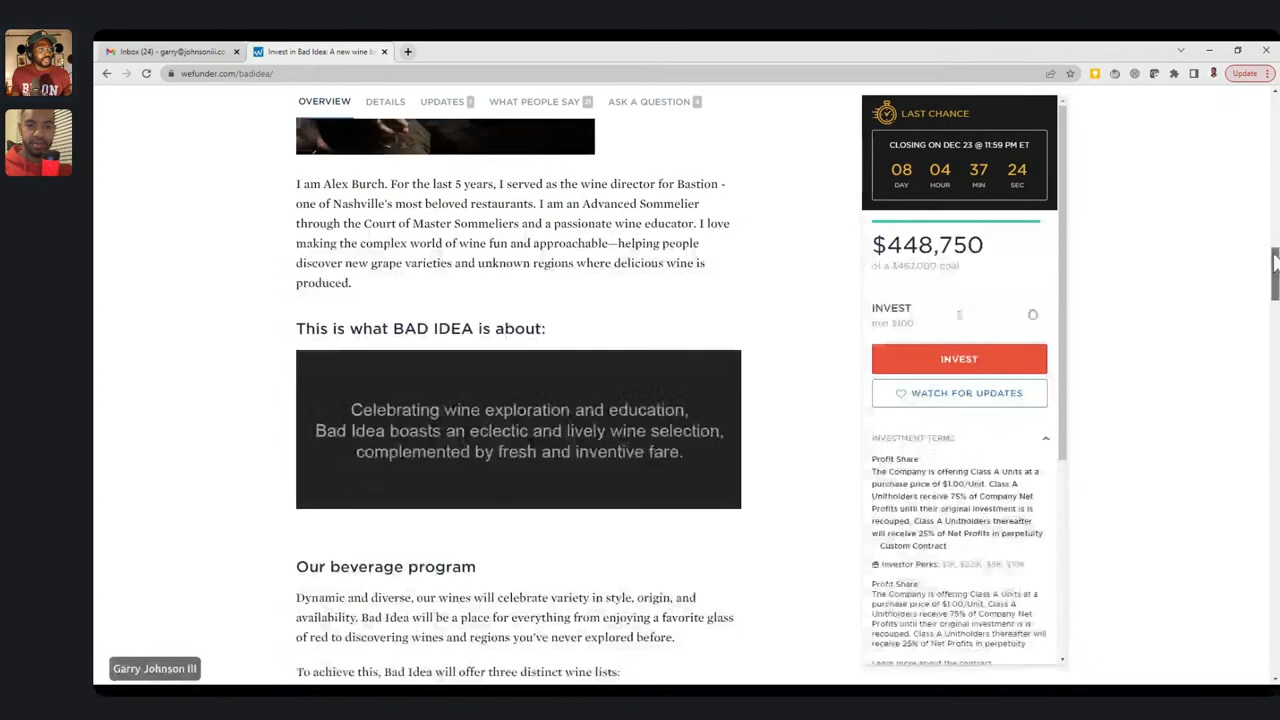 Inbox (24) - garry@johnsoniii.co
Invest in Bad Idea: A new wine b
wefunder.com/badidea/
Update
OVERVIEW
DETAILS
UPDATES 1
WHAT PEOPLE SAY 21
ASK A QUESTION 4
I am Alex Burch. For the last 5 years, I served as the wine director for Bastion -
one of Nashville's most beloved restaurants. I am an Advanced Sommelier
through the Court of Master Sommeliers and a passionate wine educator. I love
making the complex world of wine fun and approachable—helping people
discover new grape varieties and unknown regions where delicious wine is
produced.
This is what BAD IDEA is about:
Celebrating wine exploration and education,
Bad Idea boasts an eclectic and lively wine selection,
complemented by fresh and inventive fare.
Our beverage program
Dynamic and diverse, our wines will celebrate variety in style, origin, and
availability. Bad Idea will be a place for everything from enjoying a favorite glass
of red to discovering wines and regions you've never explored before.
To achieve this, Bad Idea will offer three distinct wine lists:
LAST CHANCE
CLOSING ON DEC 23 @ 11:59 PM ET
08 04 37 24
DAY HOUR MIN SEC
$448,750
of a goal
INVEST
min $100
INVEST
WATCH FOR UPDATES
INVESTMENT TERMS
Profit Share
The Company is offering Class A Units at a
purchase price of $1.00/Unit. Class A
Unitholders receive 75% of Company Net
Profits until their original investment is is
recouped. Class A Unitholders thereafter
will receive 25% of Net Profits in perpetuity
Custom Contract
Investor Perks:
Profit Share
The Company is offering Class A Units at a
purchase price of $1.00/Unit. Class A
Unitholders receive 75% of Company Net
Profits until their original investment is is
recouped. Class A Unitholders thereafter will
receive 25% of Net Profits in perpetuity
Learn more about the contract
Garry Johnson III